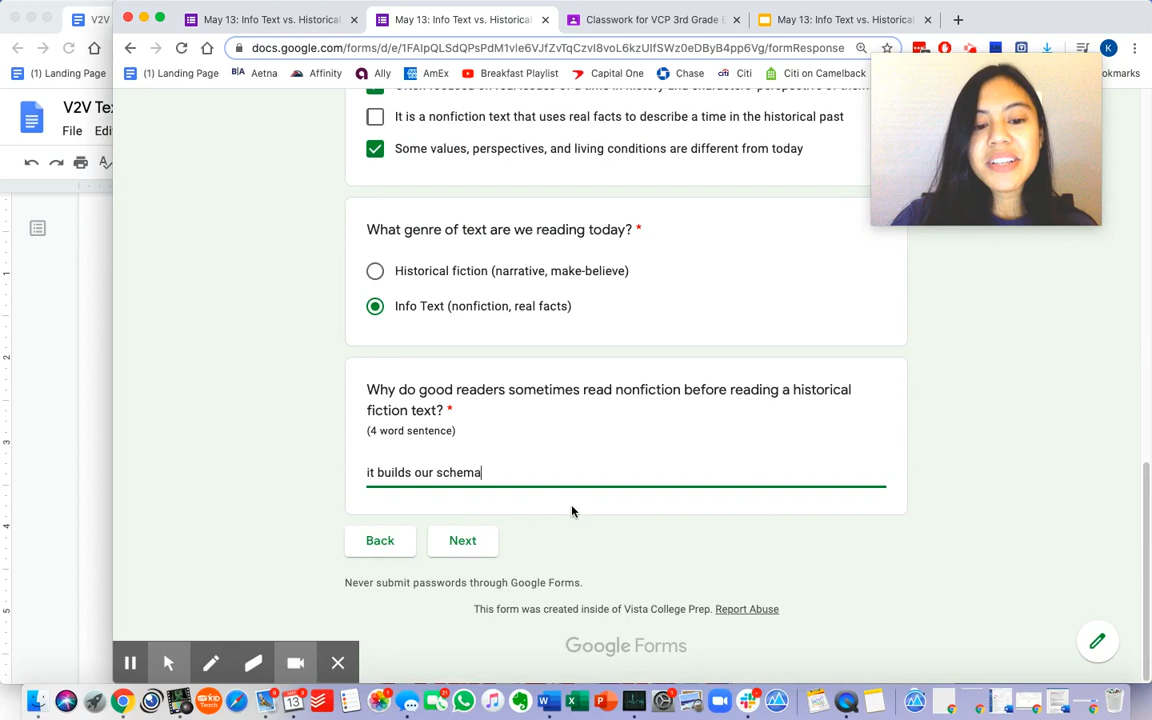 May 13: Info Text vs. Historical
May 13: Info Text vs. Historical
Classwork for VCP 3rd Grade E
May 13: Info Text vs. Historical
V2V
docs.google.com/forms/d/e/1FAIpQLSdQPsPdM1vIe6VJfZvTqCzvI8voL6kzUIfSWz0eDByB4pp6Vg/formResponse
(1) Landing Page
(1) Landing Page
Aetna
Affinity
Ally
AmEx
Breakfast Playlist
Capital One
Chase
Citi
Citi on Camelback
V2V Te
File Edi
It is a nonfiction text that uses real facts to describe a time in the historical past
Some values, perspectives, and living conditions are different from today
What genre of text are we reading today? *
Historical fiction (narrative, make-believe)
Info Text (nonfiction, real facts)
Why do good readers sometimes read nonfiction before reading a historical
fiction text? *
(4 word sentence)
it builds our schema
Back
Next
Never submit passwords through Google Forms.
This form was created inside of Vista College Prep. Report Abuse
Google Forms